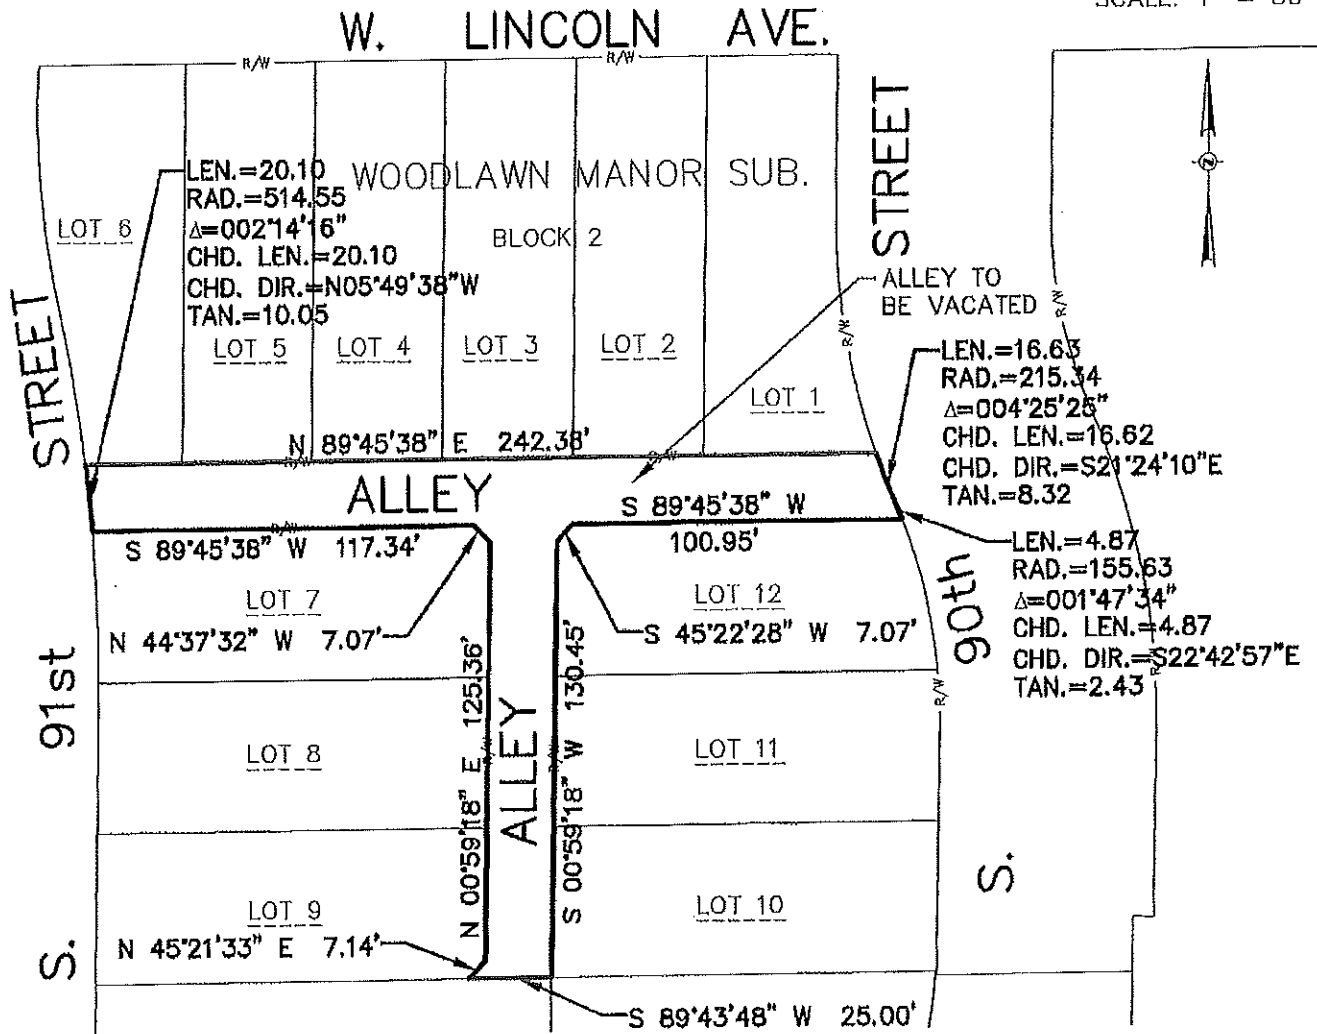 W. LINCOLN AVE.
R/W
R/W
STREET
LEN.=20.10
RAD.=514.55
Δ=002°14'16"
CHD. LEN.=20.10
CHD. DIR.=N05°49'38"W
TAN.=10.05
WOODLAWN MANOR SUB.
BLOCK 2
LOT 6
LOT 5
LOT 4
LOT 3
LOT 2
LOT 1
ALLEY TO
BE VACATED
R/W
R/W
LEN.=16.63
RAD.=215.34
Δ=004°25'25"
CHD. LEN.=16.62
CHD. DIR.=S21°24'10"E
TAN.=8.32
N 89°45'38" E 242.38'
R/W
R/W
ALLEY
S 89°45'38" W
100.95'
R/W
S 89°45'38" W 117.34'
LEN.=4.87
RAD.=155.63
Δ=001°47'34"
CHD. LEN.=4.87
CHD. DIR.=S22°42'57"E
TAN.=2.43
LOT 7
N 44°37'32" W 7.07'
LOT 12
S 45°22'28" W 7.07'
R/W
R/W
LOT 8
LOT 11
N 00°59'18" E 125.36'
R/W
ALLEY
R/W
S 00°59'18" W 130.45'
LOT 9
LOT 10
N 45°21'33" E 7.14'
S 89°43'48" W 25.00'
S. 91st STREET
S. 90th